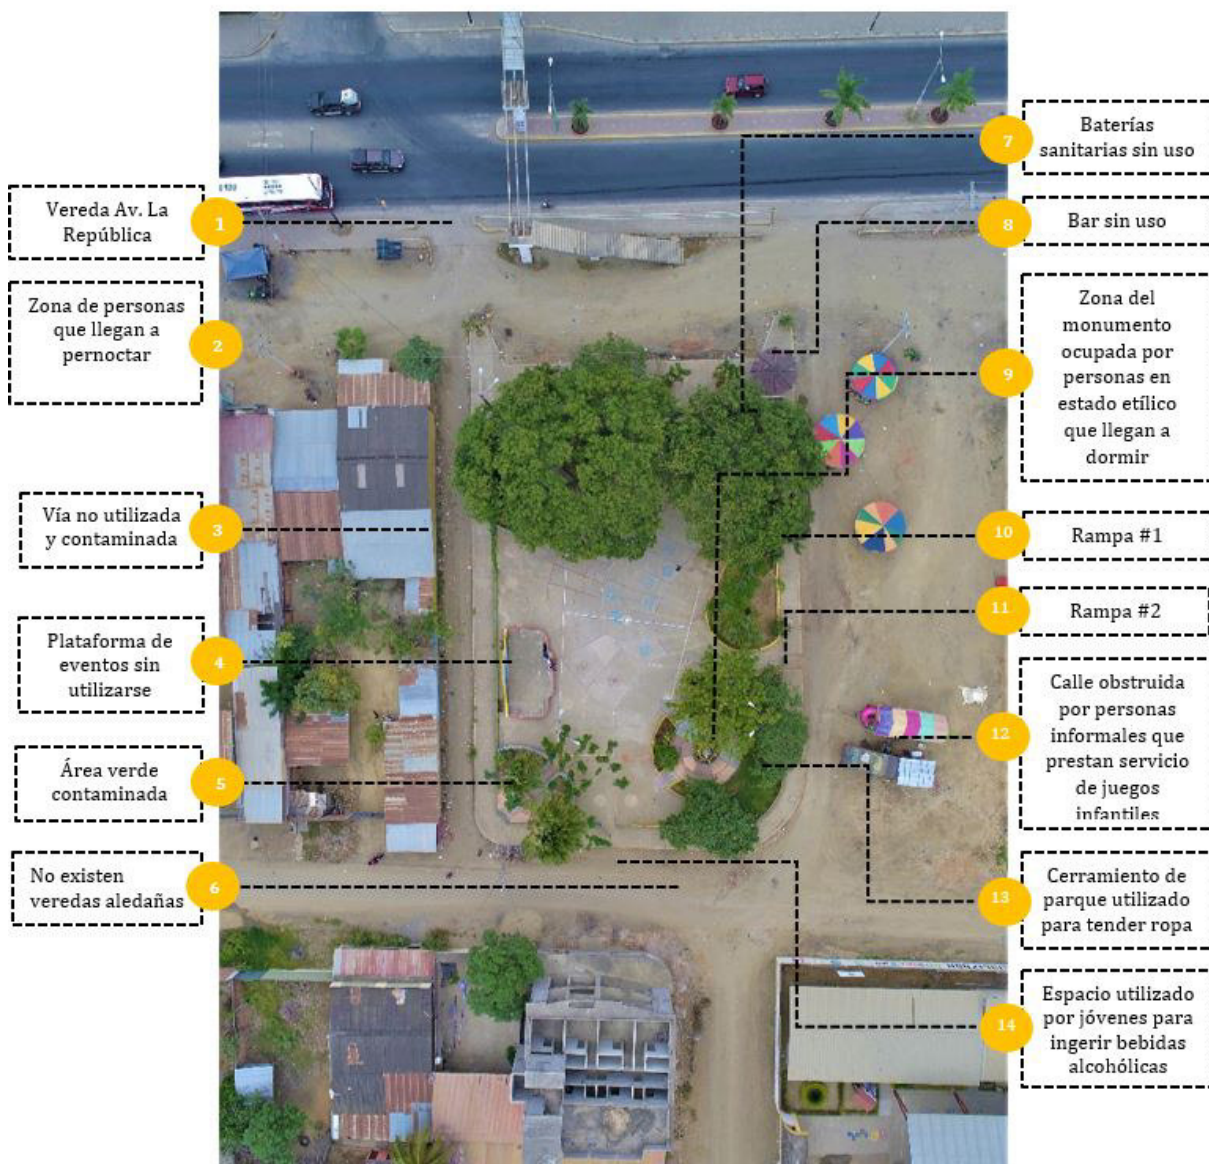 1
Vereda Av. La
República
2
Zona de personas
que llegan a
pernoctar
3
Vía no utilizada
y contaminada
4
Plataforma de
eventos sin
utilizarse
5
Área verde
contaminada
6
No existen
veredas aledañas
7
Baterías
sanitarias sin uso
8
Bar sin uso
9
Zona del
monumento
ocupada por
personas en
estado etílico
que llegan a
dormir
10
Rampa #1
11
Rampa #2
12
Calle obstruida
por personas
informales que
prestan servicio
de juegos
infantiles
13
Cerramiento de
parque utilizado
para tender ropa
14
Espacio utilizado
por jóvenes para
ingerir bebidas
alcohólicas